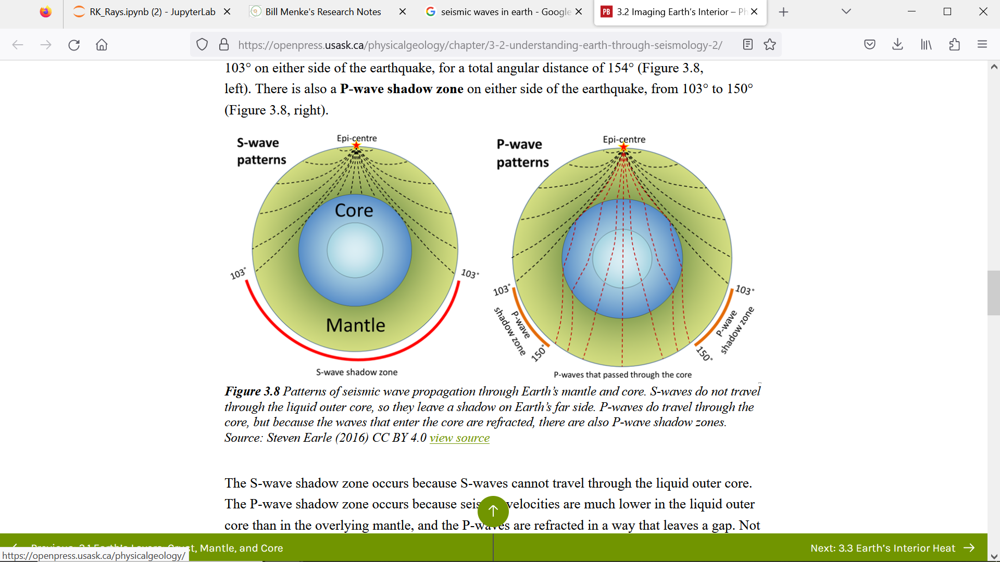 RK_Rays.ipynb (2) - JupyterLab
Bill Menke's Research Notes
seismic waves in earth - Google
PB 3.2 Imaging Earth's Interior – Ph
https://openpress.usask.ca/physicalgeology/chapter/3-2-understanding-earth-through-seismology-2/
103° on either side of the earthquake, for a total angular distance of 154° (Figure 3.8,
left). There is also a P-wave shadow zone on either side of the earthquake, from 103° to 150°
(Figure 3.8, right).
S-wave
patterns
Epi-centre
Core
Mantle
103°
103°
S-wave shadow zone
P-wave
patterns
Epi-centre
103°
103°
P-wave
shadow zone
150°
P-wave
shadow zone
150°
P-waves that passed through the core
Figure 3.8 Patterns of seismic wave propagation through Earth's mantle and core. S-waves do not travel
through the liquid outer core, so they leave a shadow on Earth's far side. P-waves do travel through the
core, but because the waves that enter the core are refracted, there are also P-wave shadow zones.
Source: Steven Earle (2016) CC BY 4.0 view source
The S-wave shadow zone occurs because S-waves cannot travel through the liquid outer core.
The P-wave shadow zone occurs because seis velocities are much lower in the liquid outer
core than in the overlying mantle, and the P-waves are refracted in a way that leaves a gap. Not
Previous: 3.1 Earth's Layers: Crust, Mantle, and Core
Next: 3.3 Earth's Interior Heat
https://openpress.usask.ca/physicalgeology/